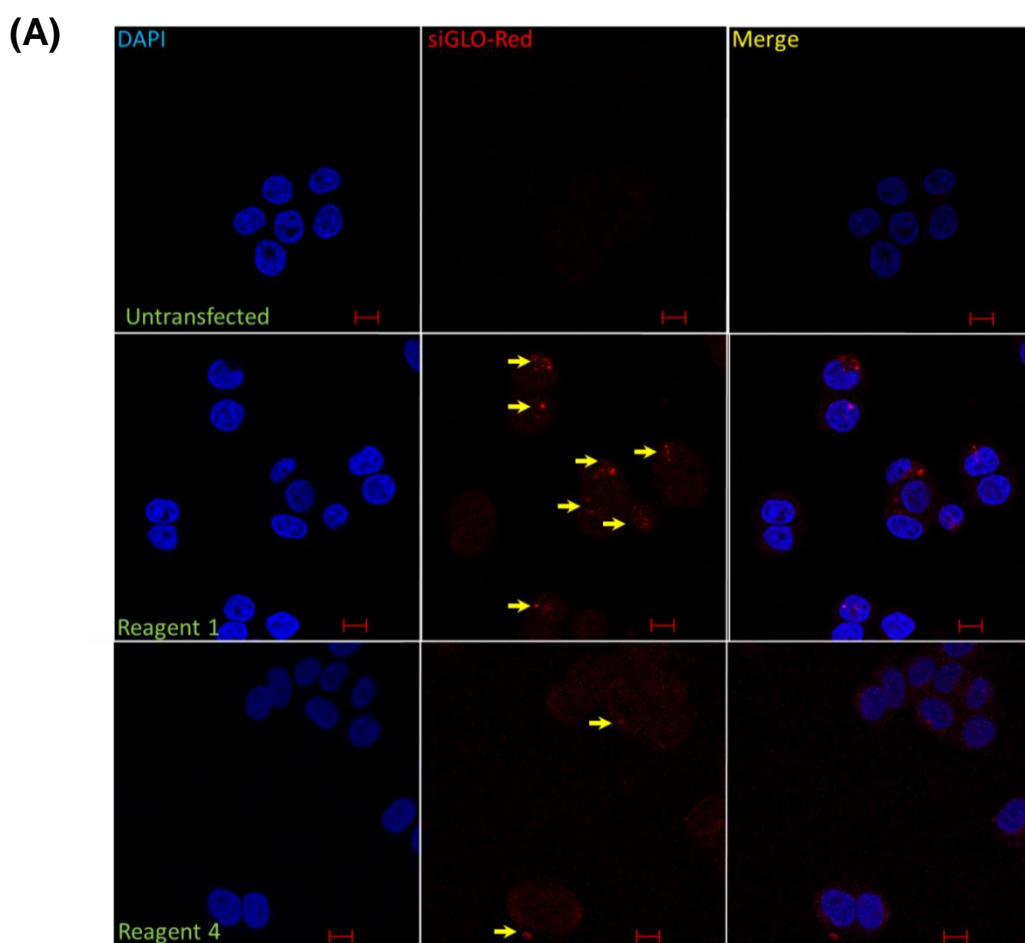 (A)
DAPI
siGLO-Red
Merge
Untransfected
Reagent 1
Reagent 4